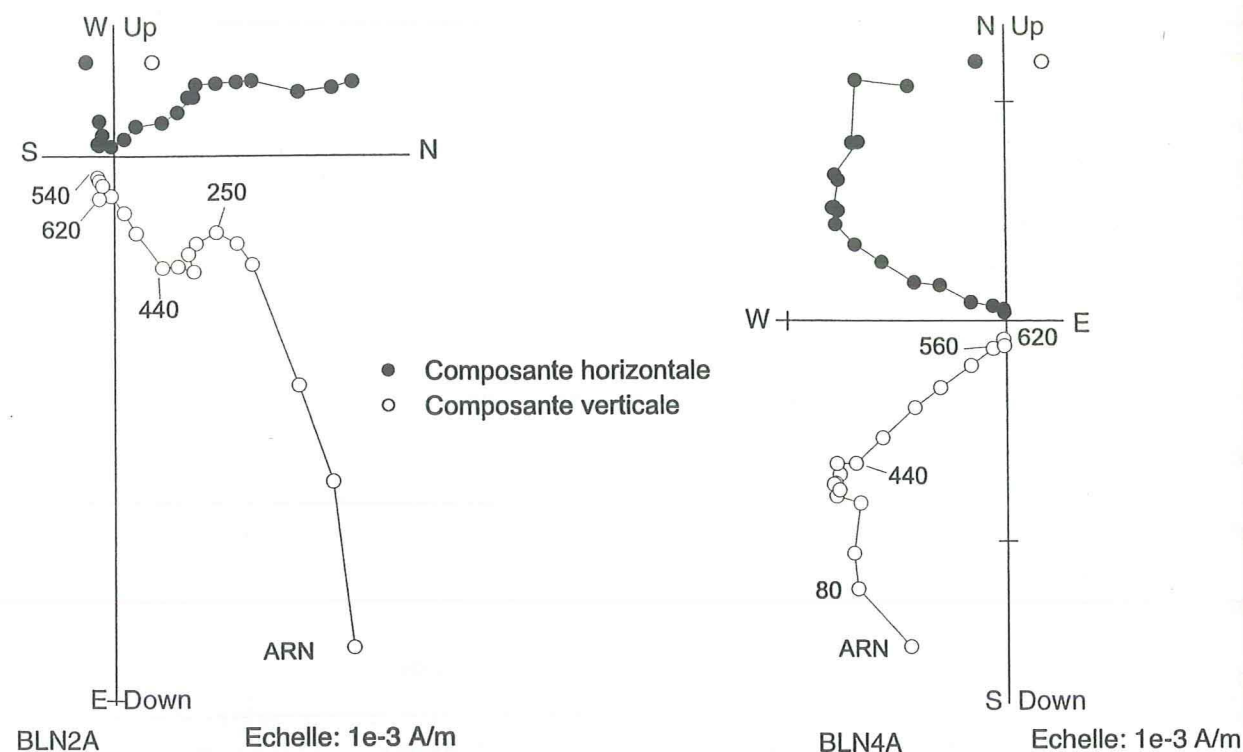 W Up
S
N
250
540
620
440
ARN
E Down
BLN2A
Echelle: 1e-3 A/m
Composante horizontale
Composante verticale
N Up
W
E
620
560
440
80
ARN
S Down
BLN4A
Echelle: 1e-3 A/m